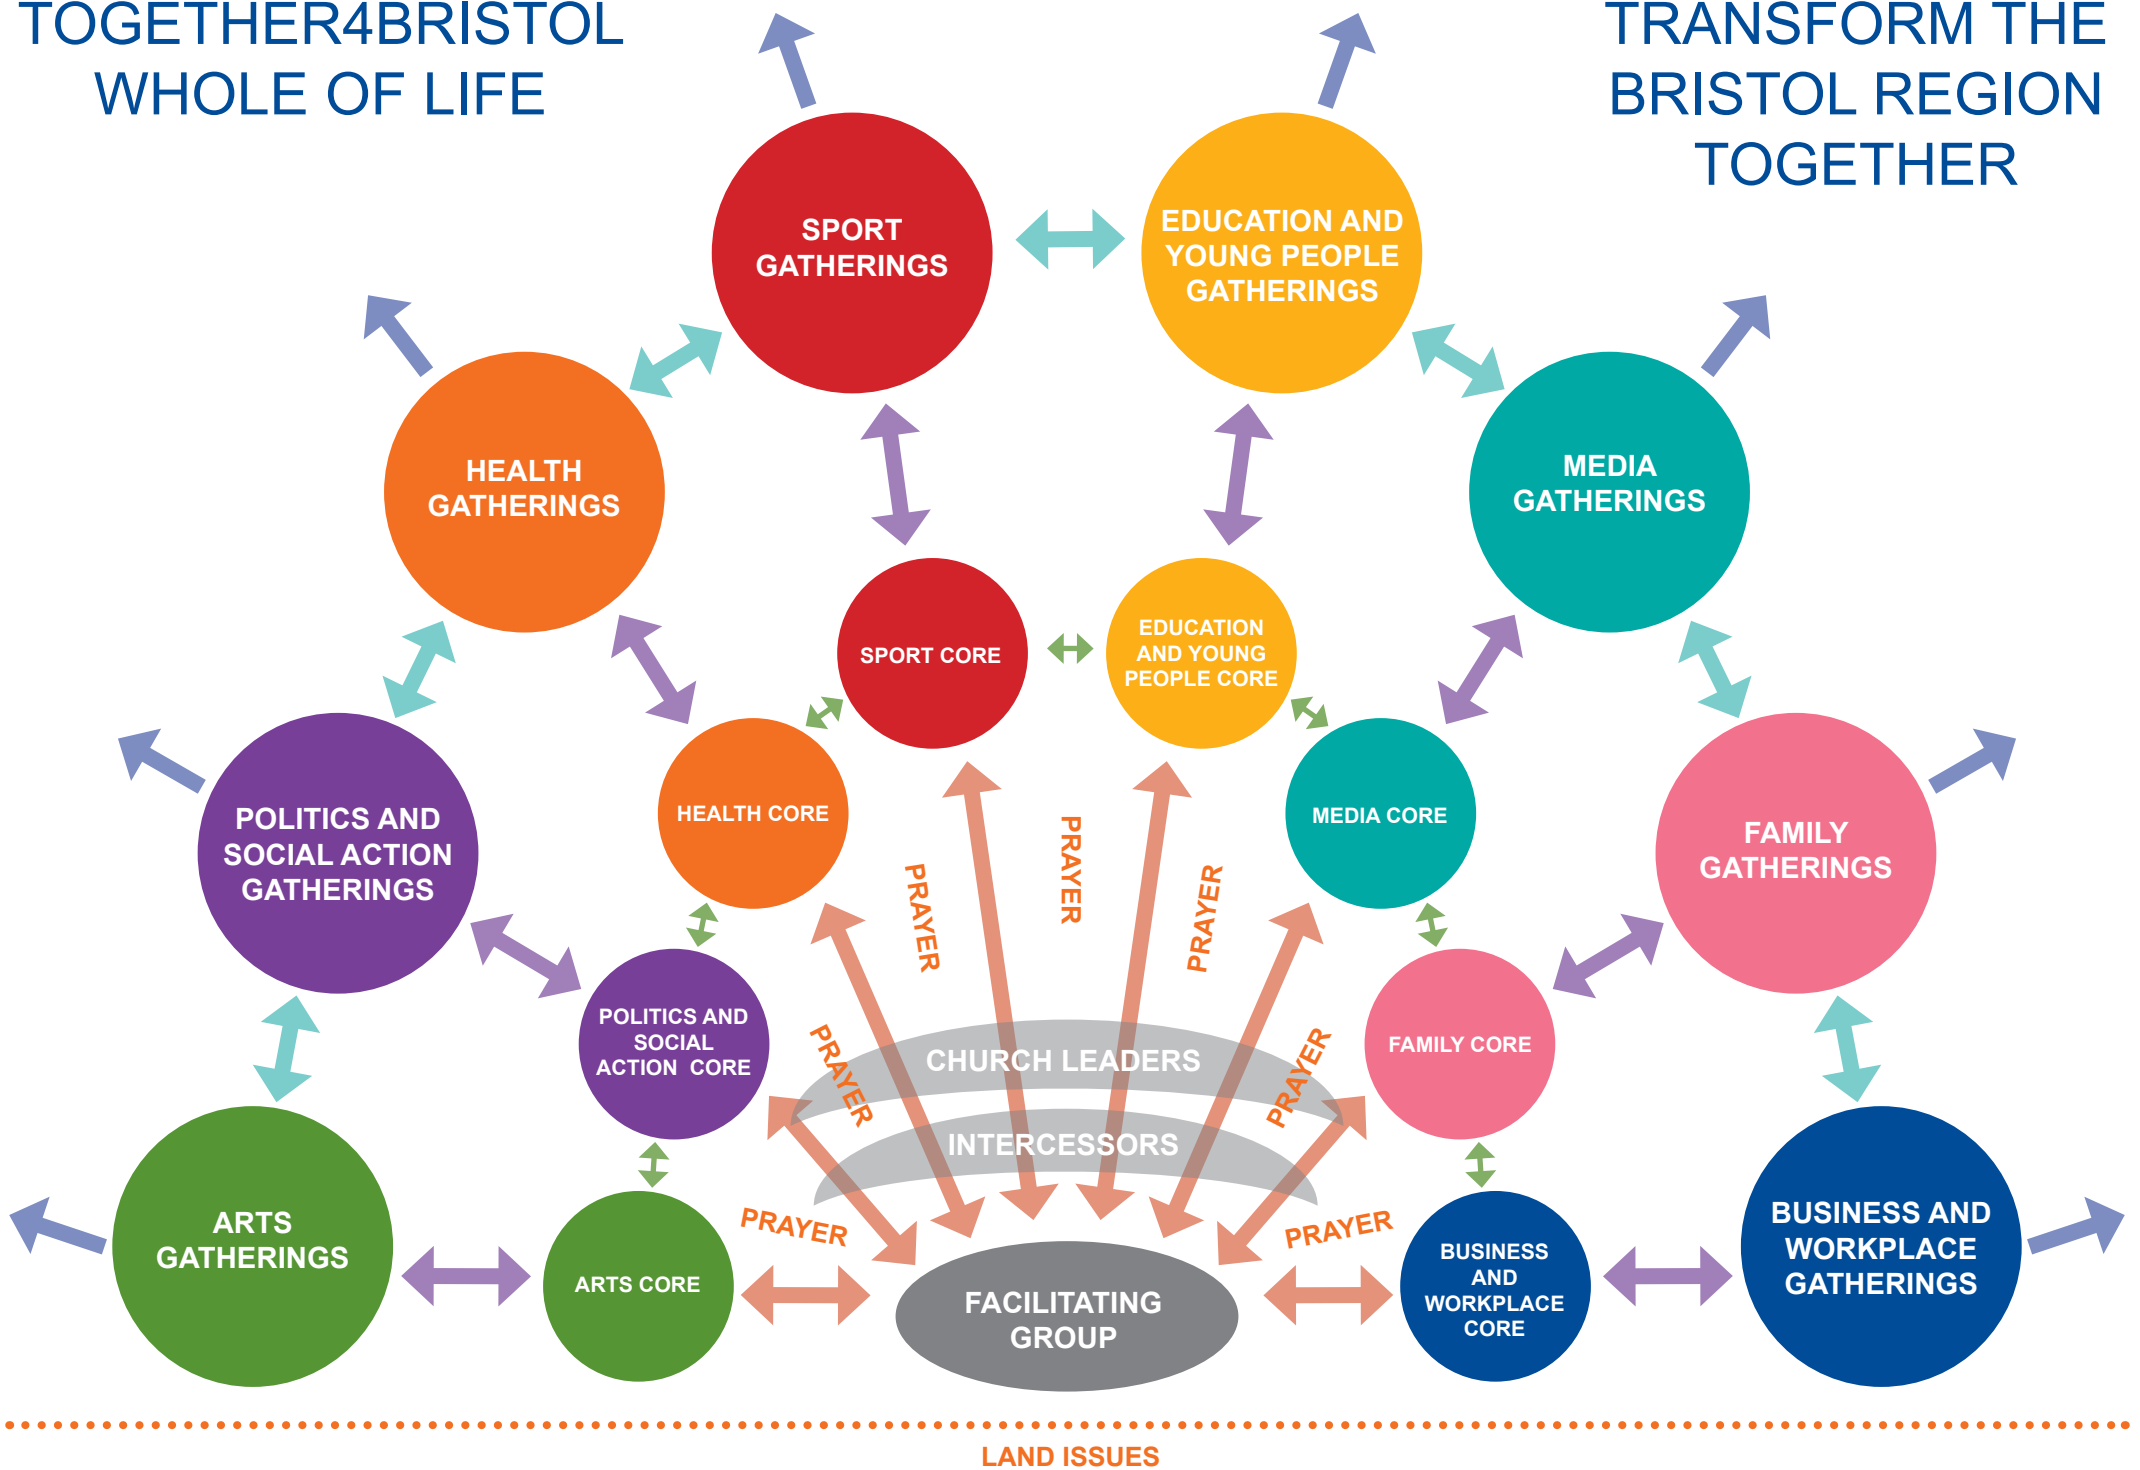 TOGETHER4BRISTOL
WHOLE OF LIFE
TRANSFORM THE
BRISTOL REGION
TOGETHER
SPORT
GATHERINGS
EDUCATION AND
YOUNG PEOPLE
GATHERINGS
HEALTH
GATHERINGS
MEDIA
GATHERINGS
SPORT CORE
EDUCATION
AND YOUNG
PEOPLE CORE
HEALTH CORE
MEDIA CORE
POLITICS AND
SOCIAL ACTION
GATHERINGS
FAMILY
GATHERINGS
PRAYER
PRAYER
PRAYER
POLITICS AND
SOCIAL
ACTION  CORE
FAMILY CORE
PRAYER
PRAYER
CHURCH LEADERS
INTERCESSORS
PRAYER
PRAYER
ARTS
GATHERINGS
ARTS CORE
FACILITATING
GROUP
BUSINESS
AND
WORKPLACE
CORE
BUSINESS AND
WORKPLACE
GATHERINGS
LAND ISSUES